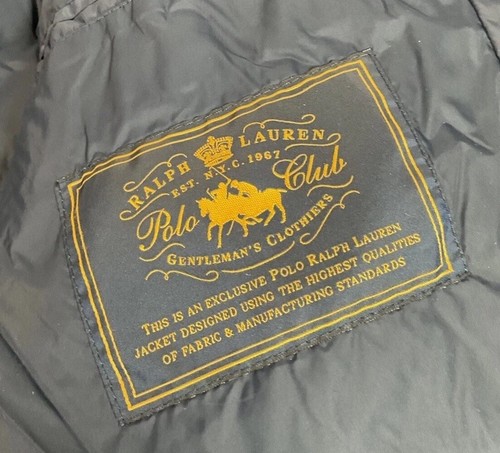 RALPH LAUREN
EST. N.Y.C. 1967
Polo Club
GENTLEMAN'S CLOTHIERS
THIS IS AN EXCLUSIVE POLO RALPH LAUREN
JACKET DESIGNED USING THE HIGHEST QUALITIES
OF FABRIC & MANUFACTURING STANDARDS